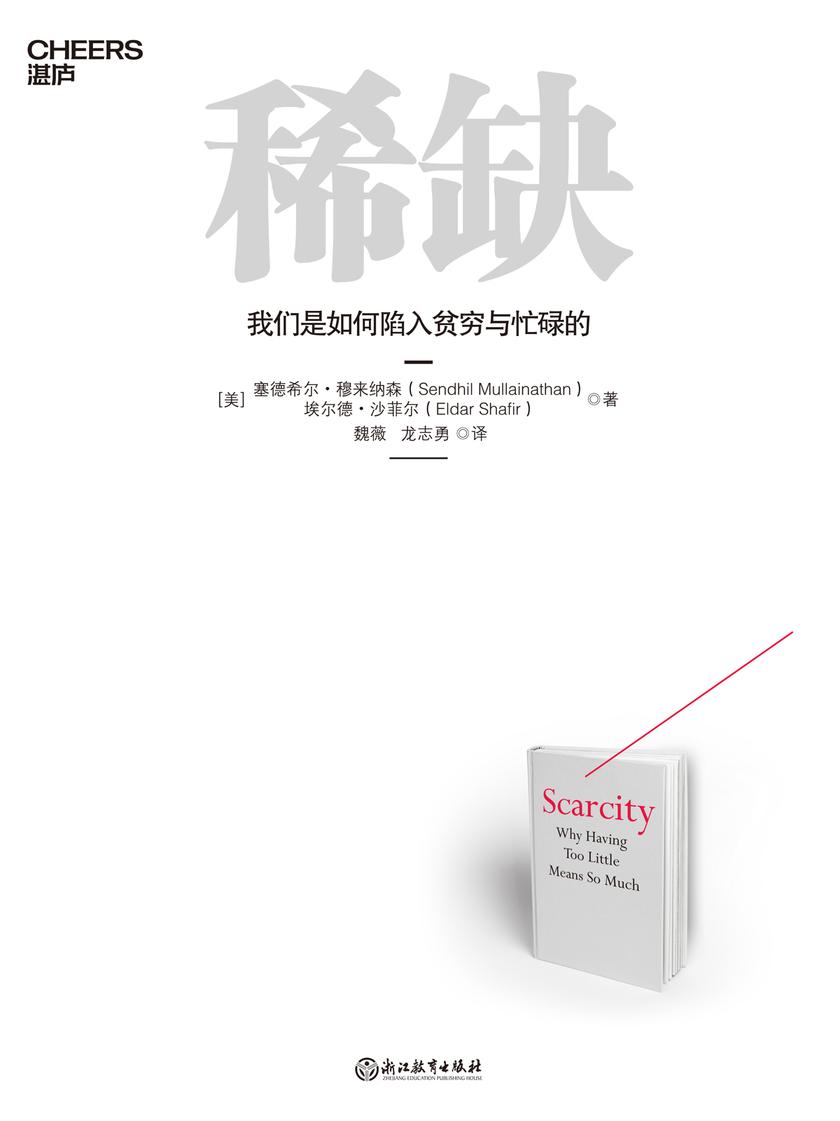 CHEERS
湛庐
稀缺
我们是如何陷入贫穷与忙碌的
[美] 塞德希尔·穆来纳森（Sendhil Mullainathan）
埃尔德·沙菲尔（Eldar Shafir）
◎著
魏薇 龙志勇 ◎译
Scarcity
Why Having
Too Little
Means So Much
浙江教育出版社
ZHEJIANG EDUCATION PUBLISHING HOUSE